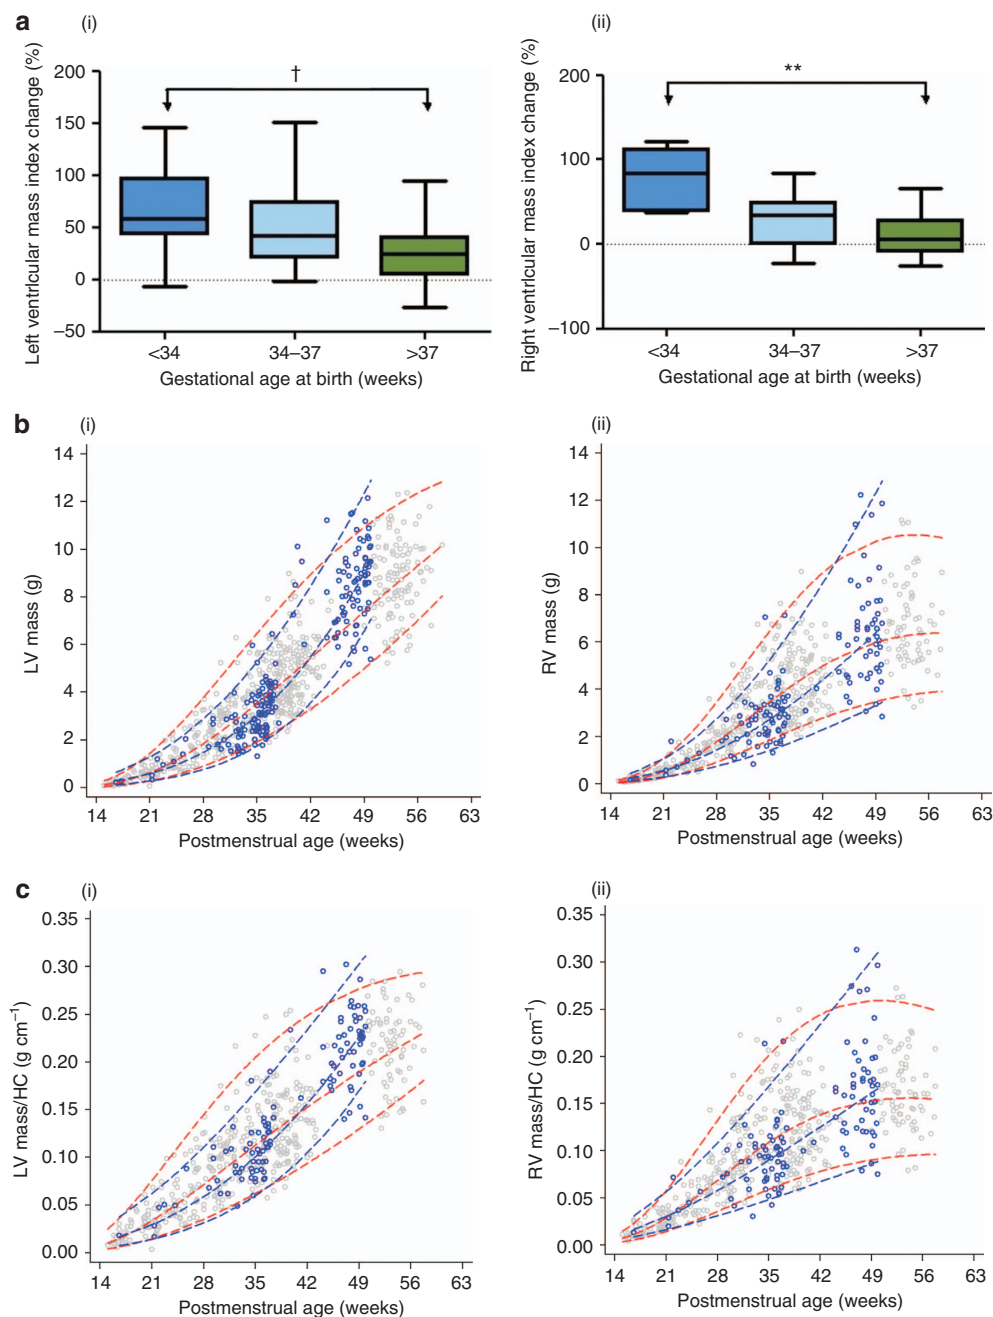 a
(i)
(ii)
Left ventricular mass index change (%)
200
150
100
50
0
−50
†
<34
34–37
>37
Gestational age at birth (weeks)
Right ventricular mass index change (%)
200
100
0
−100
**
<34
34–37
>37
Gestational age at birth (weeks)
b
(i)
(ii)
LV mass (g)
14
12
10
8
6
4
2
0
14 21 28 35 42 49 56 63
Postmenstrual age (weeks)
RV mass (g)
14
12
10
8
6
4
2
0
14 21 28 35 42 49 56 63
Postmenstrual age (weeks)
c
(i)
(ii)
LV mass/HC (g cm⁻¹)
0.35
0.30
0.25
0.20
0.15
0.10
0.05
0.00
14 21 28 35 42 49 56 63
Postmenstrual age (weeks)
RV mass/HC (g cm⁻¹)
0.35
0.30
0.25
0.20
0.15
0.10
0.05
0.00
14 21 28 35 42 49 56 63
Postmenstrual age (weeks)